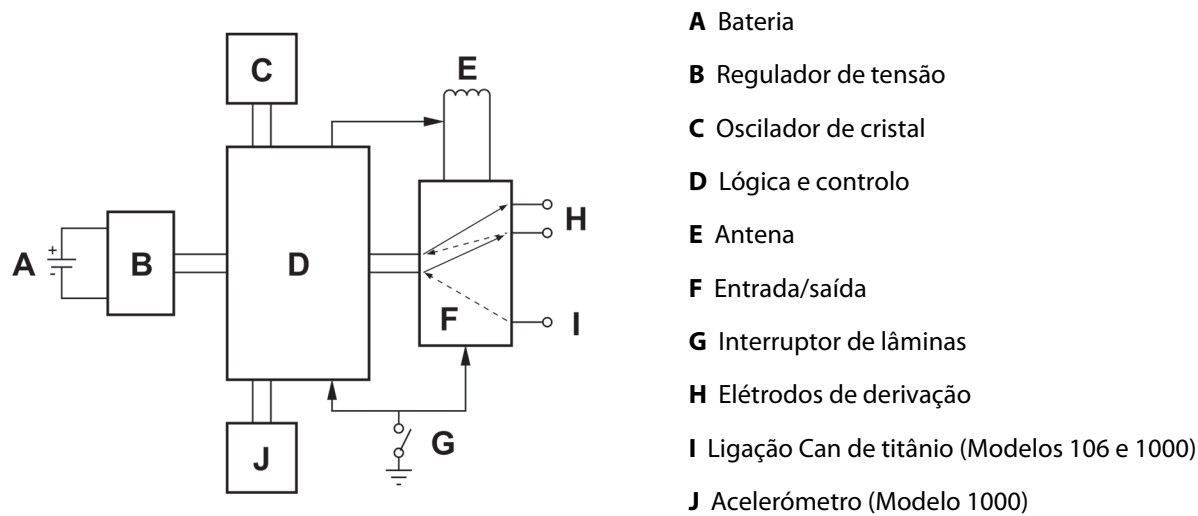 C
E
H
A
+
-
B
D
F
I
G
J
A Bateria
B Regulador de tensão
C Oscilador de cristal
D Lógica e controlo
E Antena
F Entrada/saída
G Interruptor de lâminas
H Elétrodos de derivação
I Ligação Can de titânio (Modelos 106 e 1000)
J Acelerómetro (Modelo 1000)